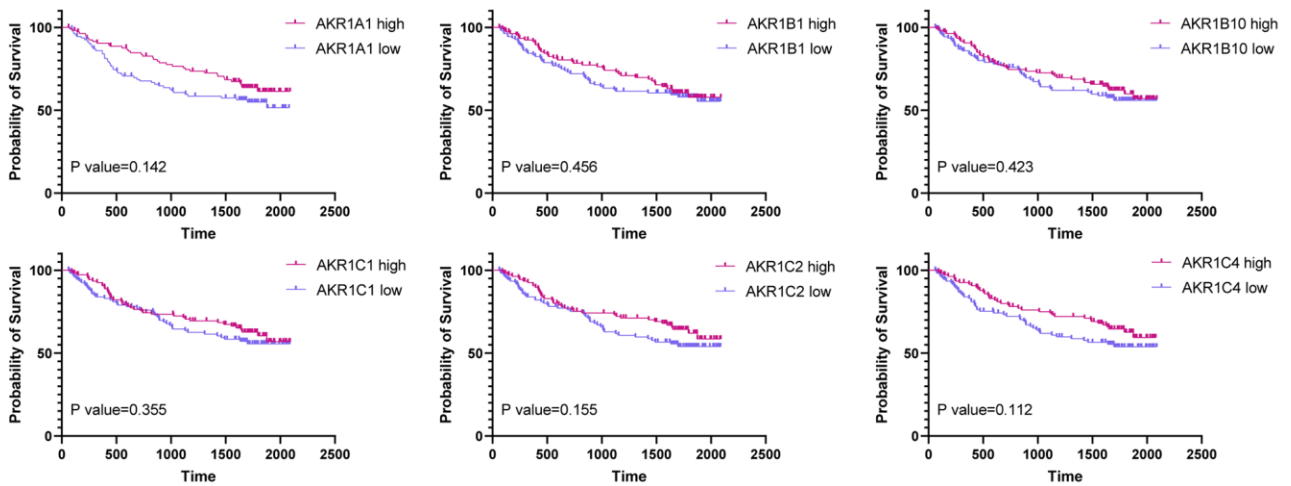 AKR1A1 high
AKR1A1 low
Probability of Survival
100
50
0
P value=0.142
0 500 1000 1500 2000 2500
Time
AKR1B1 high
AKR1B1 low
Probability of Survival
100
50
0
P value=0.456
0 500 1000 1500 2000 2500
Time
AKR1B10 high
AKR1B10 low
Probability of Survival
100
50
0
P value=0.423
0 500 1000 1500 2000 2500
Time
AKR1C1 high
AKR1C1 low
Probability of Survival
100
50
0
P value=0.355
0 500 1000 1500 2000 2500
Time
AKR1C2 high
AKR1C2 low
Probability of Survival
100
50
0
P value=0.155
0 500 1000 1500 2000 2500
Time
AKR1C4 high
AKR1C4 low
Probability of Survival
100
50
0
P value=0.112
0 500 1000 1500 2000 2500
Time